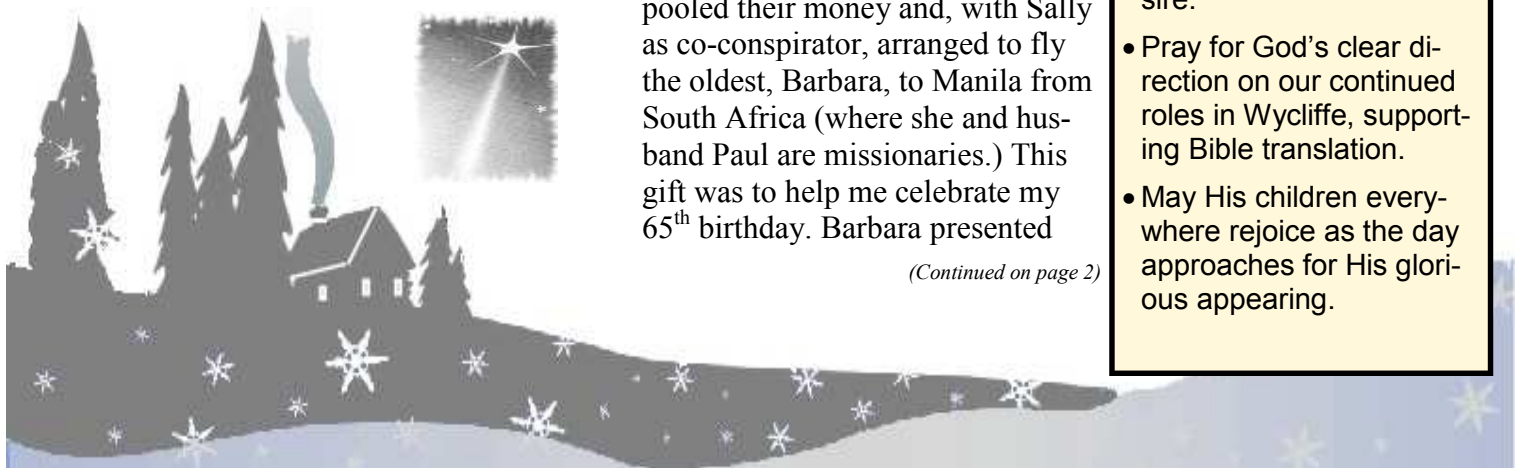 pooled their money and, with Sally
as co-conspirator, arranged to fly
the oldest, Barbara, to Manila from
South Africa (where she and hus-
band Paul are missionaries.) This
gift was to help me celebrate my
65th birthday. Barbara presented
(Continued on page 2)
sire.
• Pray for God’s clear di-
rection on our continued
roles in Wycliffe, support-
ing Bible translation.
• May His children every-
where rejoice as the day
approaches for His glori-
ous appearing.